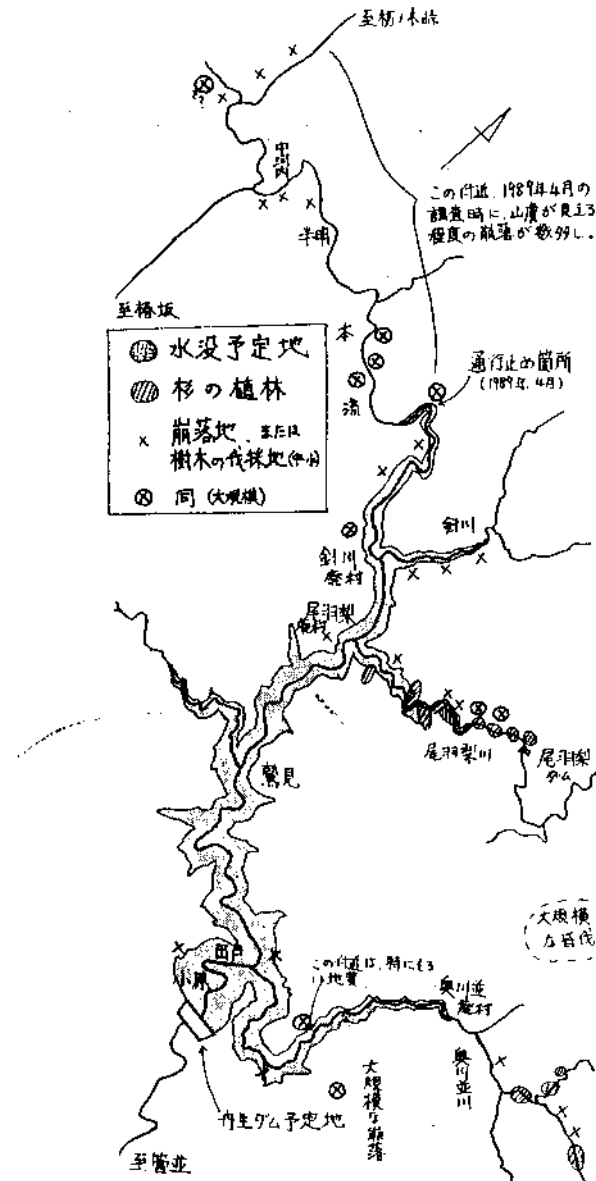 至栃ノ木峠
?
中河内
この付近、1989年4月の
調査時に、山膚が見える
程度の崩落が数多し。
半明
至椿坂
本
流
水没予定地
杉の植林
崩落地、または
樹木の伐採地(中小)
同(大規模)
通行止め箇所
(1989年.4月)
針川
針川
廃村
尾羽梨
廃村
尾羽梨川
尾羽梨
ダム
鷲見
大規模
な皆伐
田戸
小原
この付近は、特にもろ
い地質
奥川並
廃村
奥川並川
大規模な崩落
丹生ダム予定地
至菅並